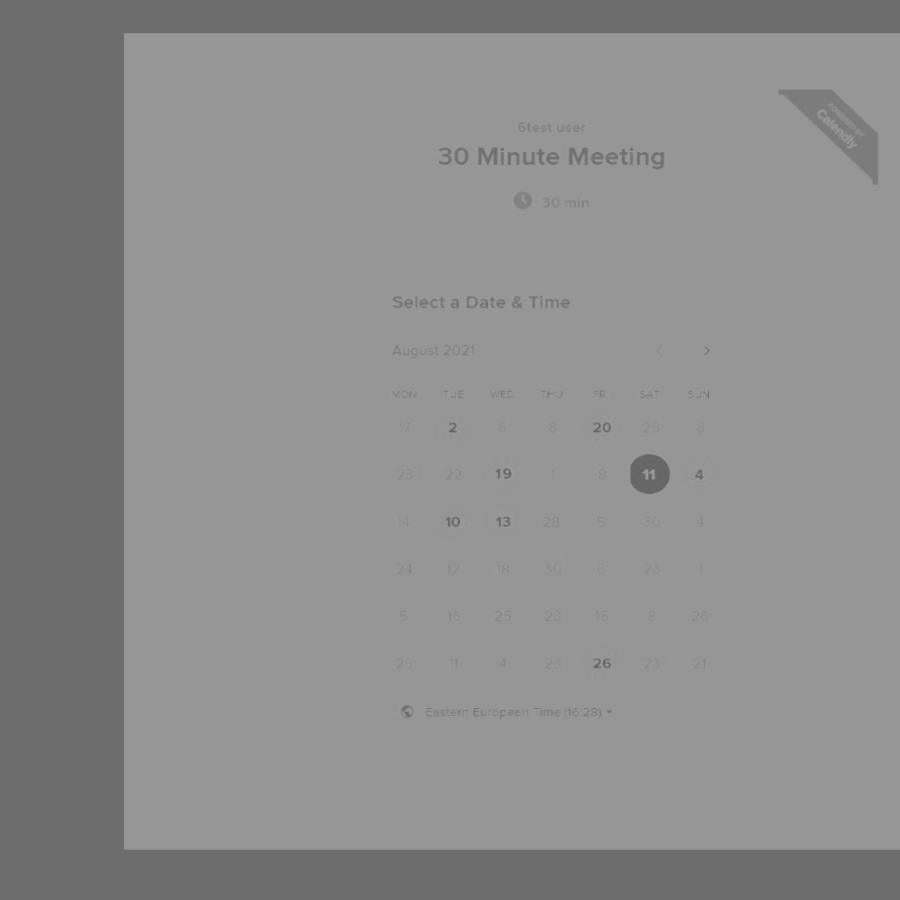 POWERED BY
Calendly
6test user
30 Minute Meeting
30 min
Select a Date & Time
August 2021
MON TUE WED THU FRI SAT SUN
17 2 6 8 20 25 8
23 22 19 1 8 11 4
14 10 13 28 5 30 4
24 12 18 30 6 23 1
5 16 25 23 15 8 26
25 11 4 23 26 23 21
Eastern European Time (16:28)